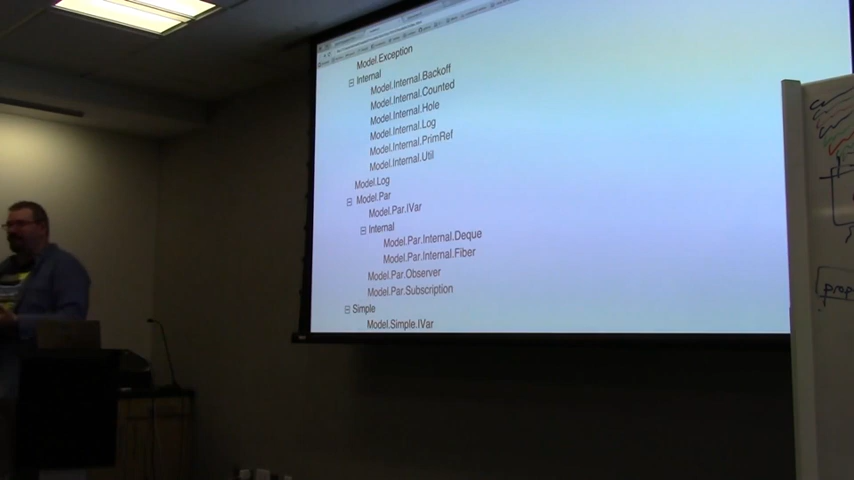 Model.Exception
Internal
Model.Internal.Backoff
Model.Internal.Counted
Model.Internal.Hole
Model.Internal.Log
Model.Internal.PrimRef
Model.Internal.Util
Model.Log
Model.Par
Model.Par.IVar
Internal
Model.Par.Internal.Deque
Model.Par.Internal.Fiber
Model.Par.Observer
Model.Par.Subscription
Simple
Model.Simple.IVar
prop